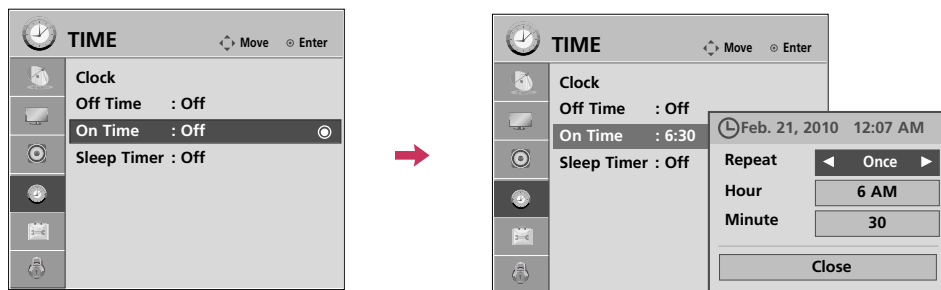 TIME
Move Enter
Clock
Off Time : Off
On Time : Off
Sleep Timer : Off
TIME
Move Enter
Clock
Off Time : Off
On Time : 6:30
Sleep Timer : Off
Feb. 21, 2010 12:07 AM
Repeat ◀ Once ▶
Hour 6 AM
Minute 30
Close